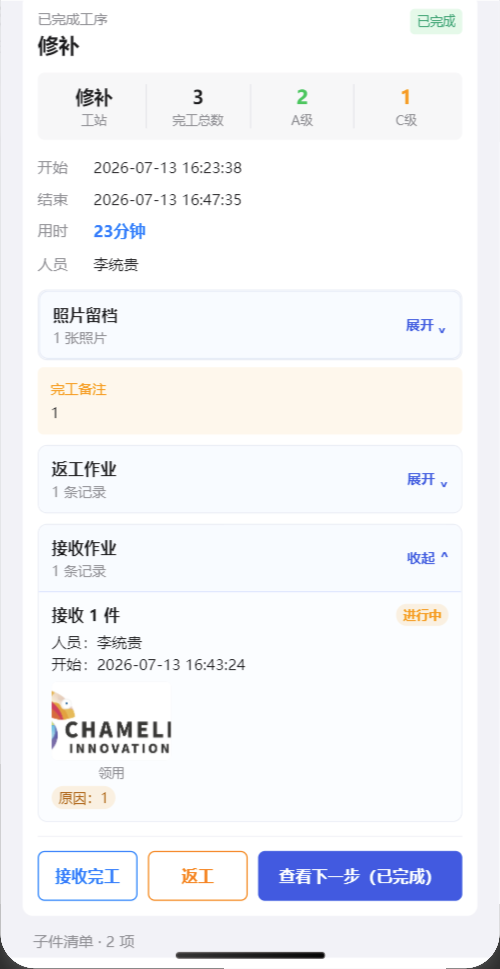 已完成工序
已完成
修补
修补
工站
3
完工总数
2
A级
1
C级
开始 2026-07-13 16:23:38
结束 2026-07-13 16:47:35
用时 23分钟
人员 李统贵
照片留档
1 张照片
展开
完工备注
1
返工作业
1 条记录
展开
接收作业
1 条记录
收起
接收 1 件
进行中
人员：李统贵
开始：2026-07-13 16:43:24
CHAMELI
INNOVATION
领用
原因：1
接收完工
返工
查看下一步（已完成）
子件清单 · 2 项